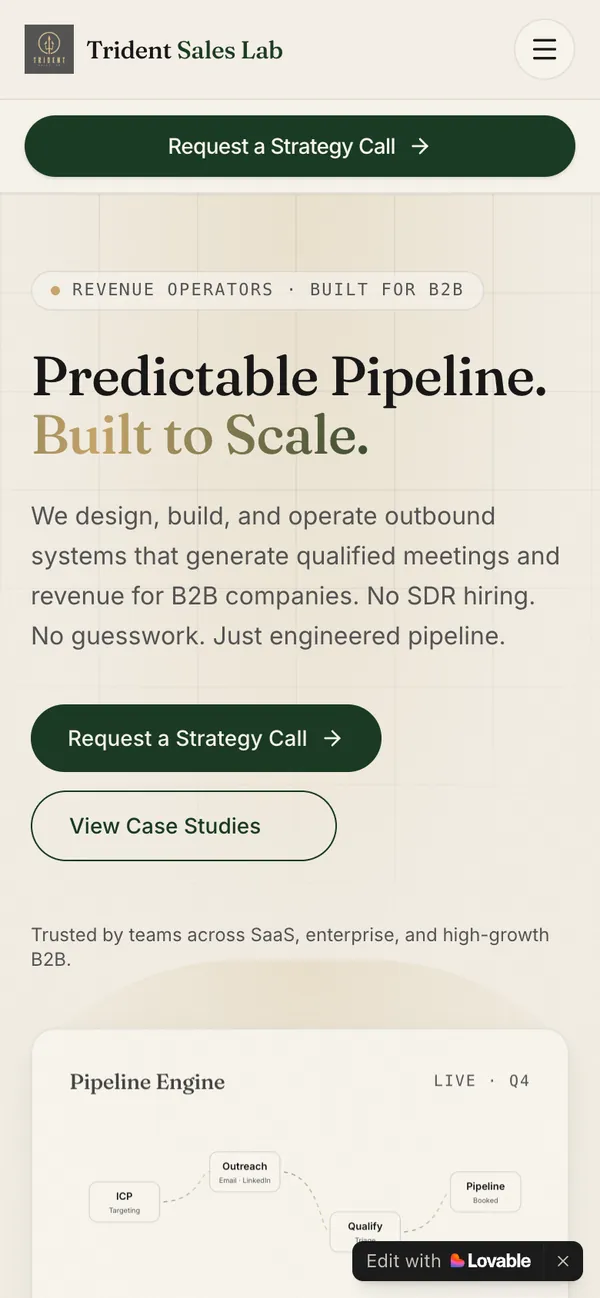 TRIDENT
Trident Sales Lab
Request a Strategy Call →
REVENUE OPERATORS · BUILT FOR B2B
Predictable Pipeline.
Built to Scale.
We design, build, and operate outbound
systems that generate qualified meetings and
revenue for B2B companies. No SDR hiring.
No guesswork. Just engineered pipeline.
Request a Strategy Call →
View Case Studies
Trusted by teams across SaaS, enterprise, and high-growth
B2B.
Pipeline Engine
LIVE · Q4
ICP
Targeting
Outreach
Email · LinkedIn
Qualify
Pipeline
Booked
Edit with Lovable